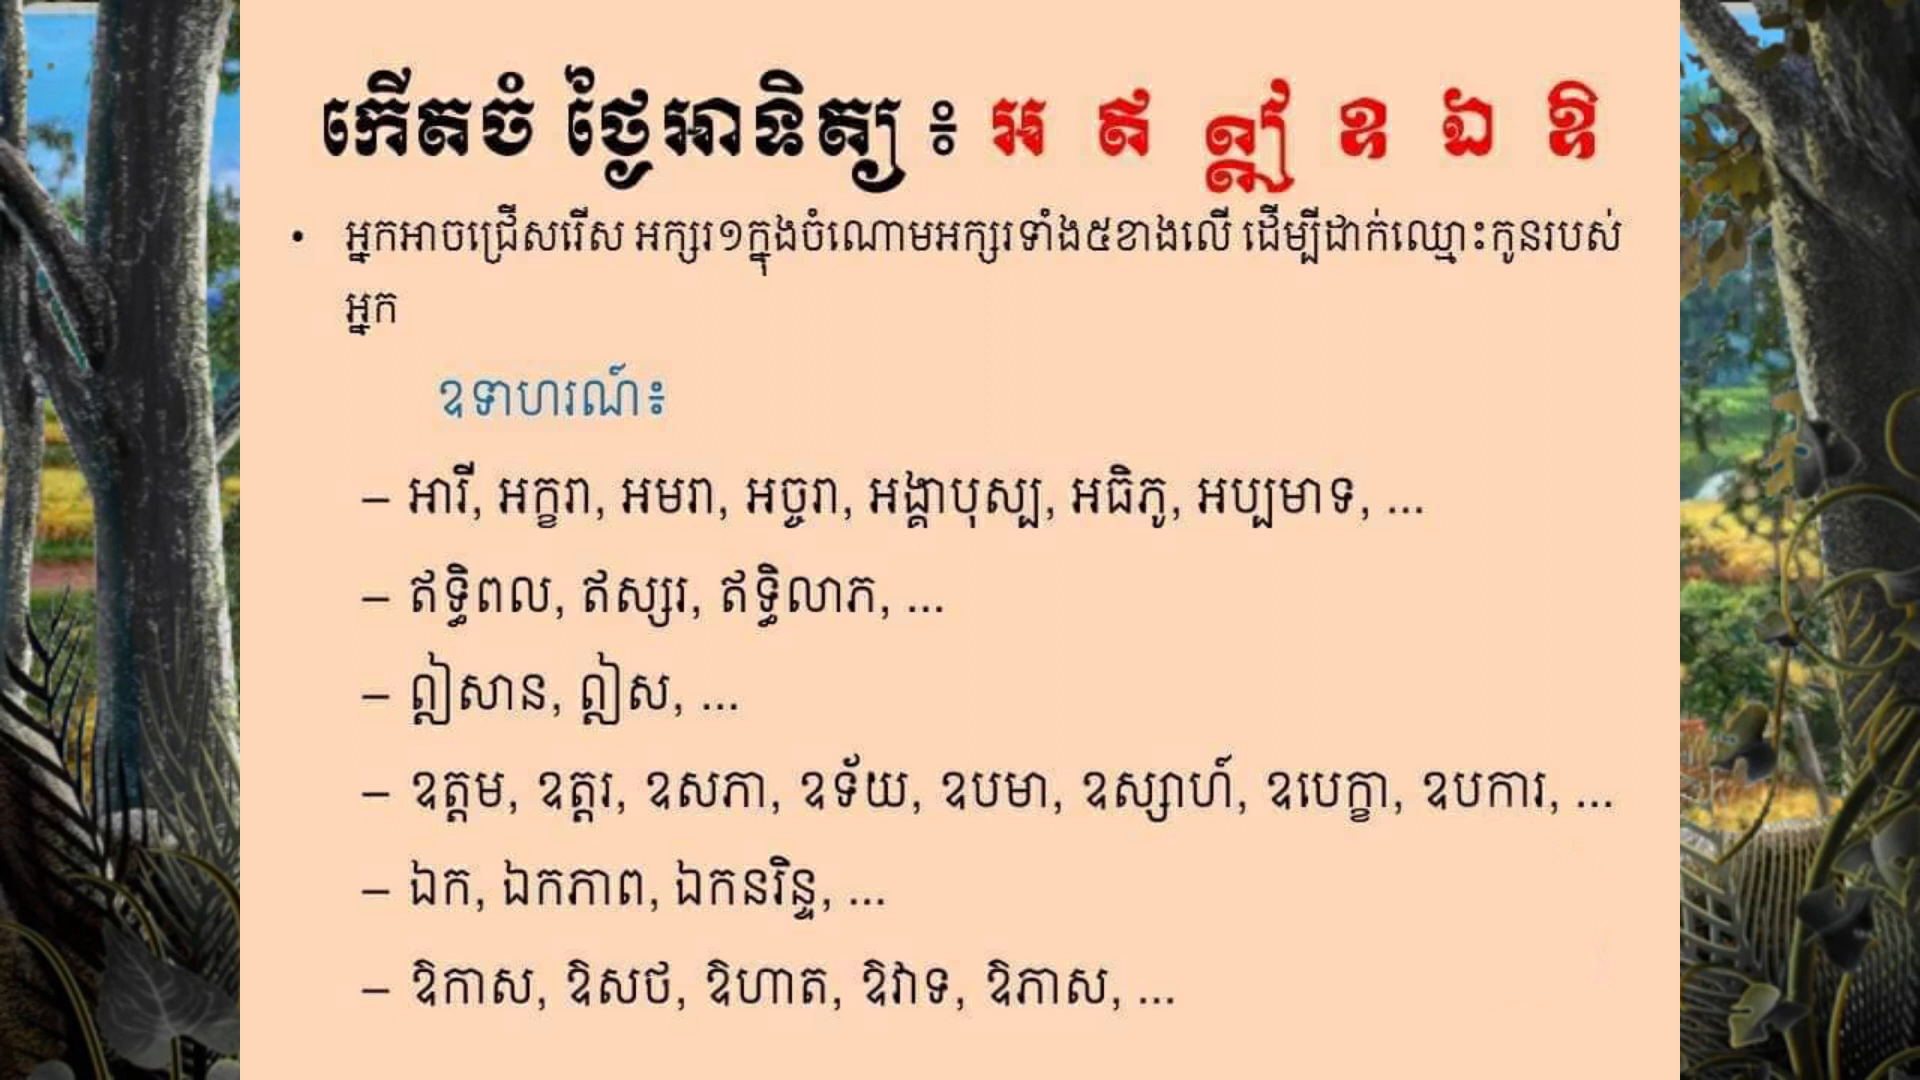 កើតចំ ថ្ងៃអាទិត្យ ៖ អ ឥ ឦ ឧ ឯ ឱ
• អ្នកអាចជ្រើសរើស អក្សរ១ក្នុងចំណោមអក្សរទាំង៥ខាងលើ ដើម្បីដាក់ឈ្មោះកូនរបស់
អ្នក
ឧទាហរណ៍៖
– អារី, អក្ខរា, អមរា, អច្ចរា, អង្គាបុស្ប, អធិភូ, អប្បមាទ, ...
– ឥទ្ធិពល, ឥស្សរ, ឥទ្ធិលាភ, ...
– ឦសាន, ឦស, ...
– ឧត្តម, ឧត្តរ, ឧសភា, ឧទ័យ, ឧបមា, ឧស្សាហ៍, ឧបេក្ខា, ឧបការ, ...
– ឯក, ឯកភាព, ឯកនរិន្ទ, ...
– ឱកាស, ឱសថ, ឱហាត, ឱវាទ, ឱភាស, ...